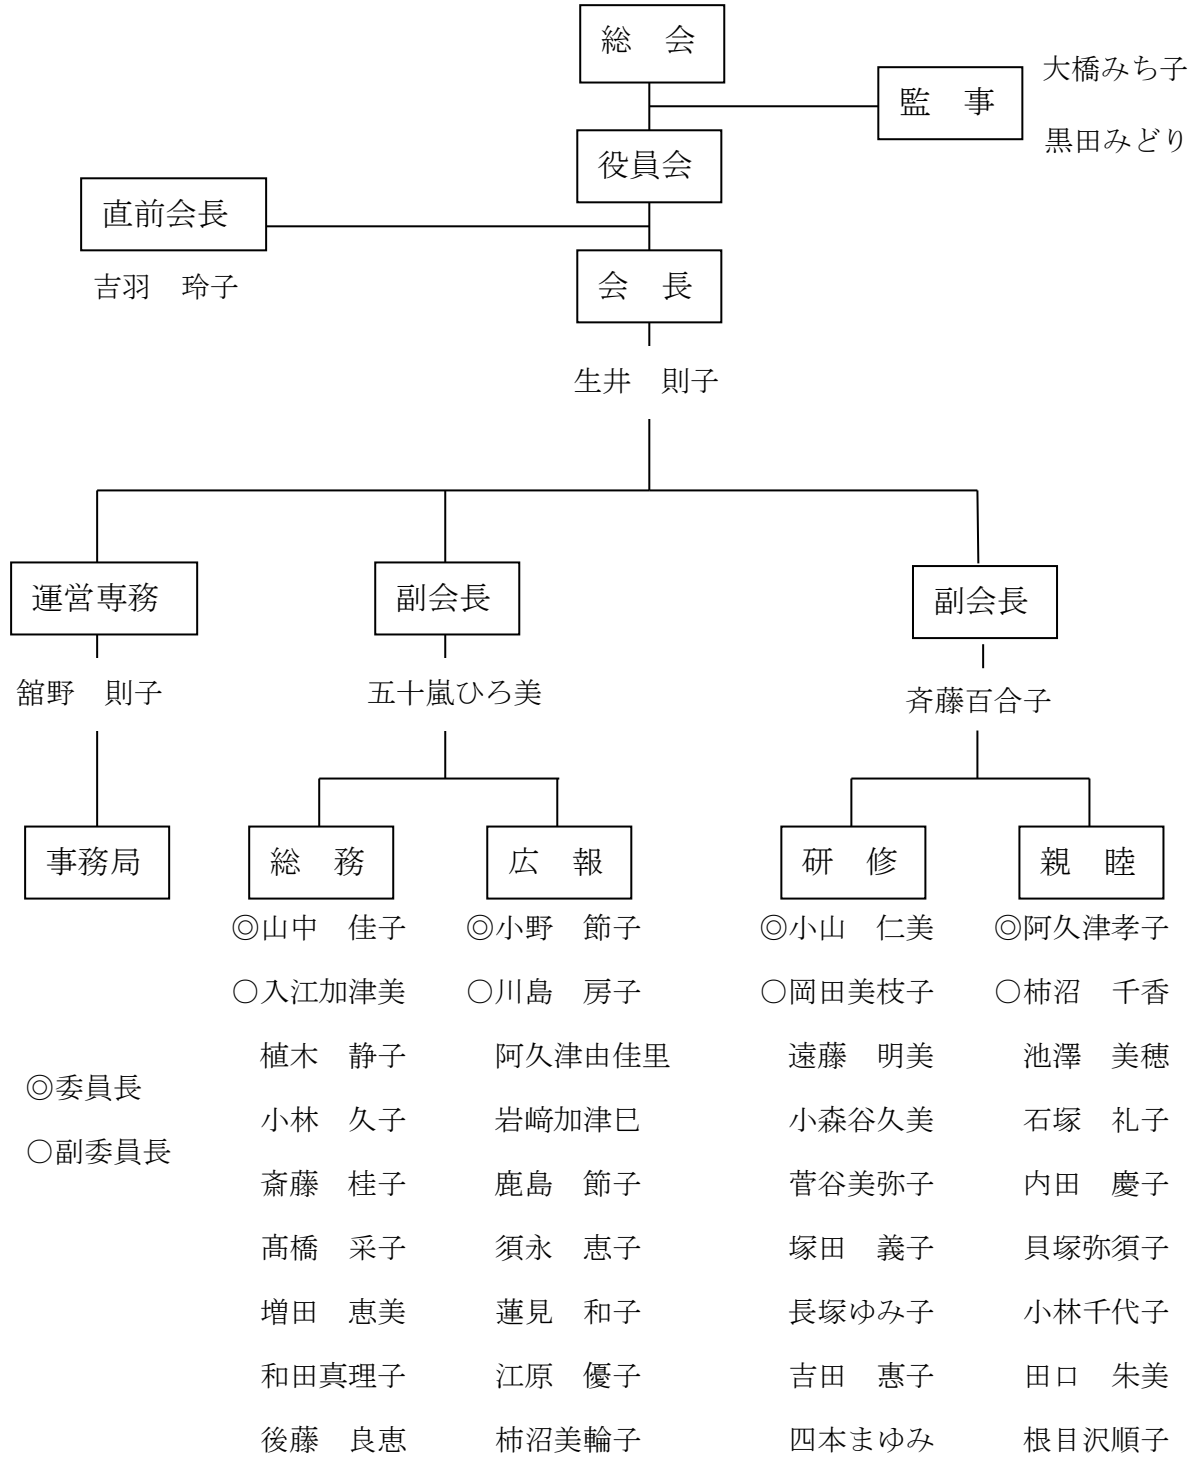 総　会
監　事
大橋みち子
黒田みどり
役員会
直前会長
吉羽　玲子
会　長
生井　則子
運営専務
舘野　則子
副会長
五十嵐ひろ美
副会長
斉藤百合子
事務局
総　務
◎山中　佳子
○入江加津美
植木　静子
小林　久子
斎藤　桂子
髙橋　采子
増田　恵美
和田真理子
後藤　良恵
広　報
◎小野　節子
○川島　房子
阿久津由佳里
岩﨑加津巳
鹿島　節子
須永　恵子
蓮見　和子
江原　優子
柿沼美輪子
研　修
◎小山　仁美
○岡田美枝子
遠藤　明美
小森谷久美
菅谷美弥子
塚田　義子
長塚ゆみ子
吉田　惠子
四本まゆみ
親　睦
◎阿久津孝子
○柿沼　千香
池澤　美穂
石塚　礼子
内田　慶子
貝塚弥須子
小林千代子
田口　朱美
根目沢順子
◎委員長
○副委員長